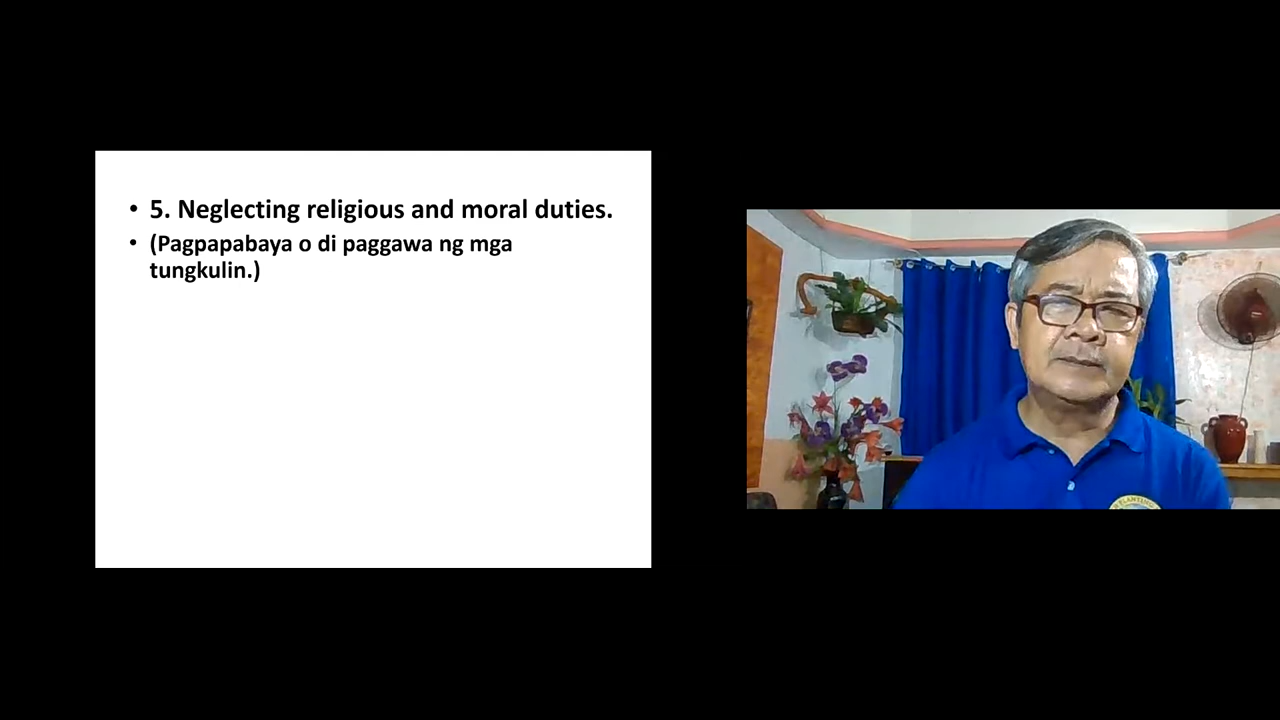 • 5. Neglecting religious and moral duties.
• (Pagpapabaya o di paggawa ng mga
tungkulin.)